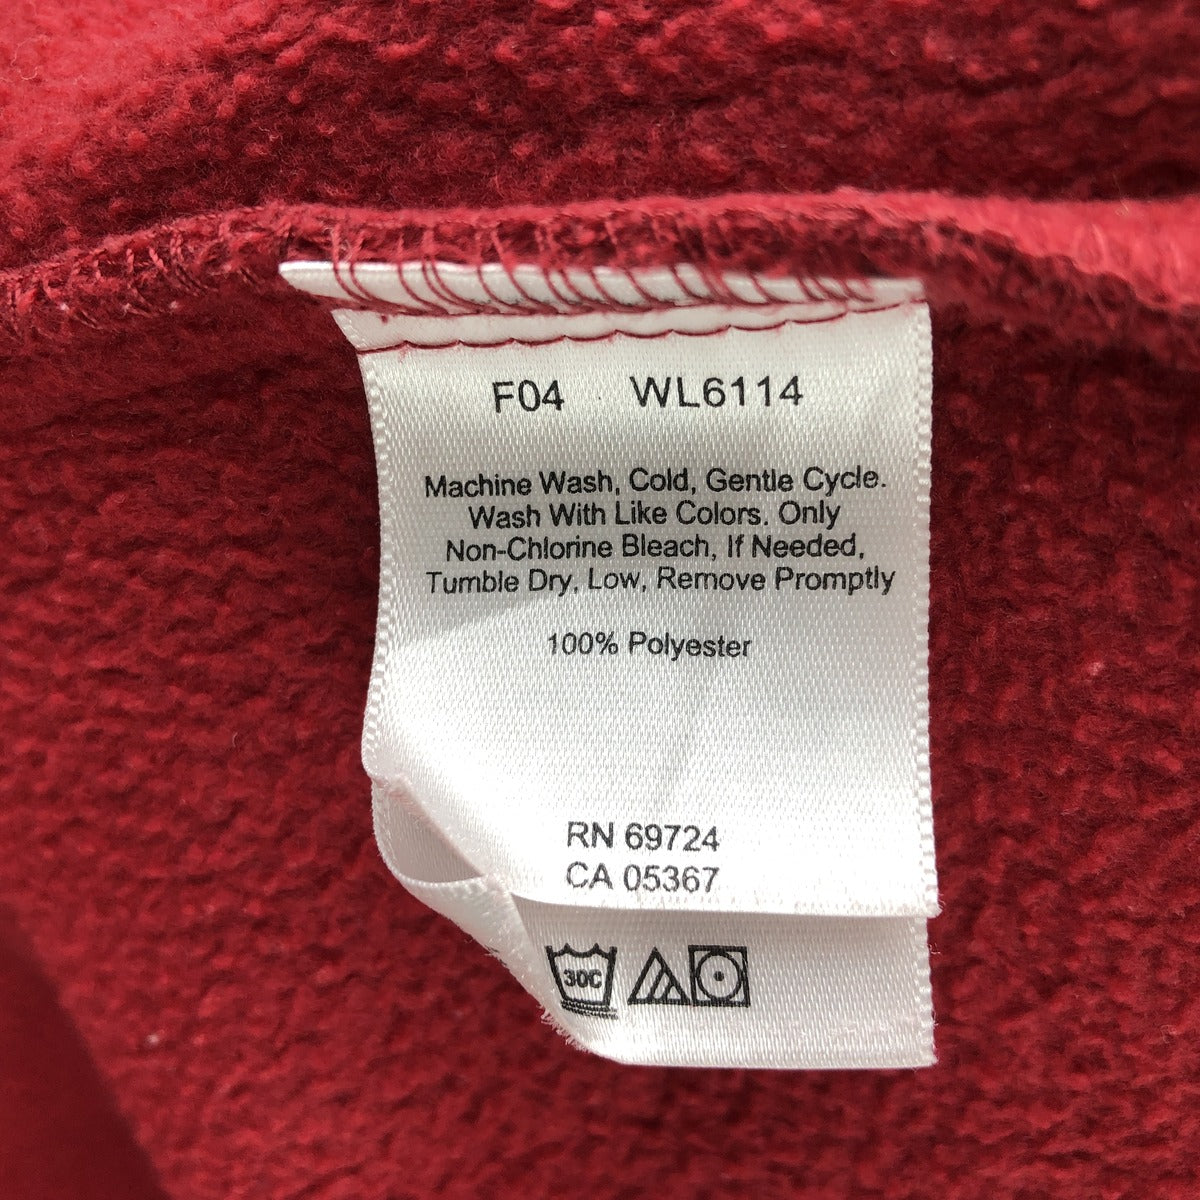 F04 WL6114
Machine Wash, Cold, Gentle Cycle.
Wash With Like Colors. Only
Non-Chlorine Bleach, If Needed,
Tumble Dry, Low, Remove Promptly
100% Polyester
RN 69724
CA 05367
30C